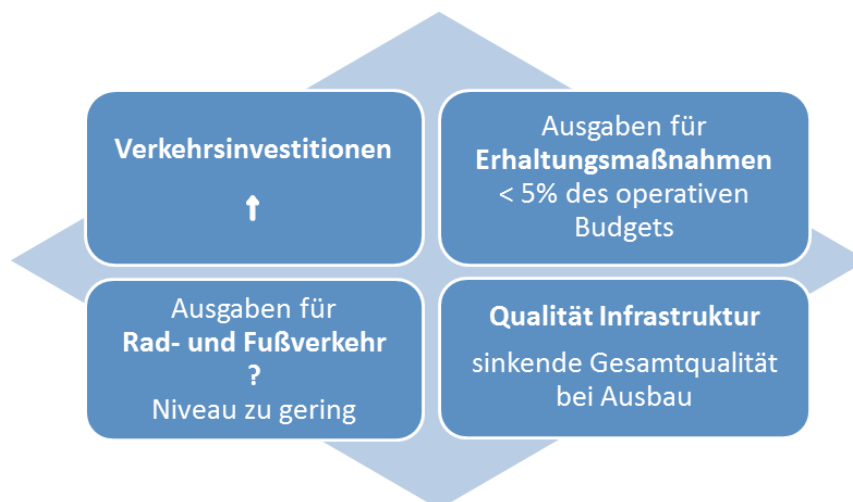 Verkehrsinvestitionen
↑
Ausgaben für
Erhaltungsmaßnahmen
< 5% des operativen
Budgets
Ausgaben für
Rad- und Fußverkehr
?
Niveau zu gering
Qualität Infrastruktur
sinkende Gesamtqualität
bei Ausbau